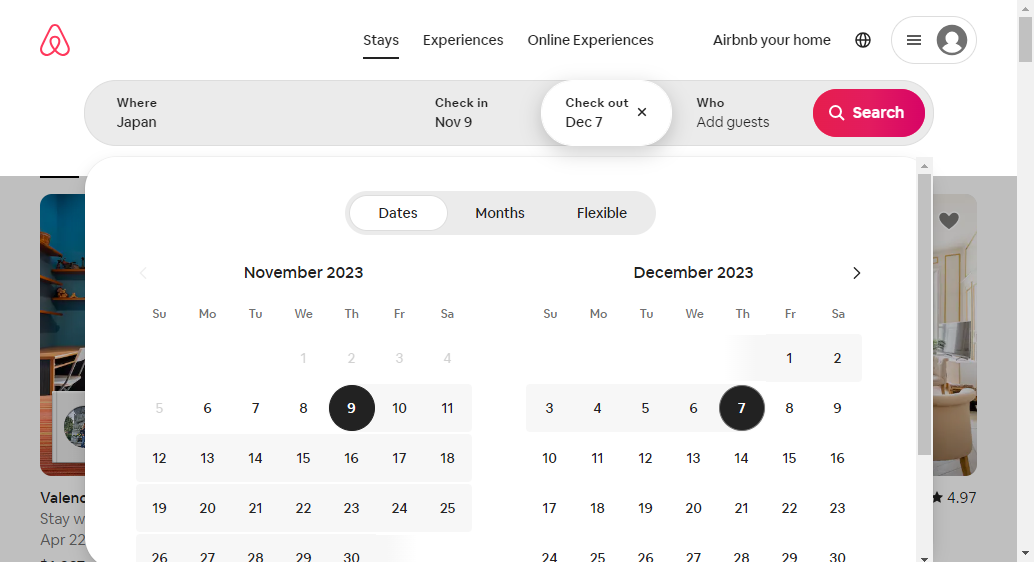 Stays Experiences Online Experiences Airbnb your home
Where Check in Check out Who
Japan Nov 9 Dec 7 Add guests Search
Dates Months Flexible
November 2023 December 2023
Su Mo Tu We Th Fr Sa Su Mo Tu We Th Fr Sa
1 2 3 4 1 2
5 6 7 8 9 10 11 3 4 5 6 7 8 9
12 13 14 15 16 17 18 10 11 12 13 14 15 16
19 20 21 22 23 24 25 17 18 19 20 21 22 23
26 27 28 29 30 24 25 26 27 28 29 30
4.97
Stay
Apr 22